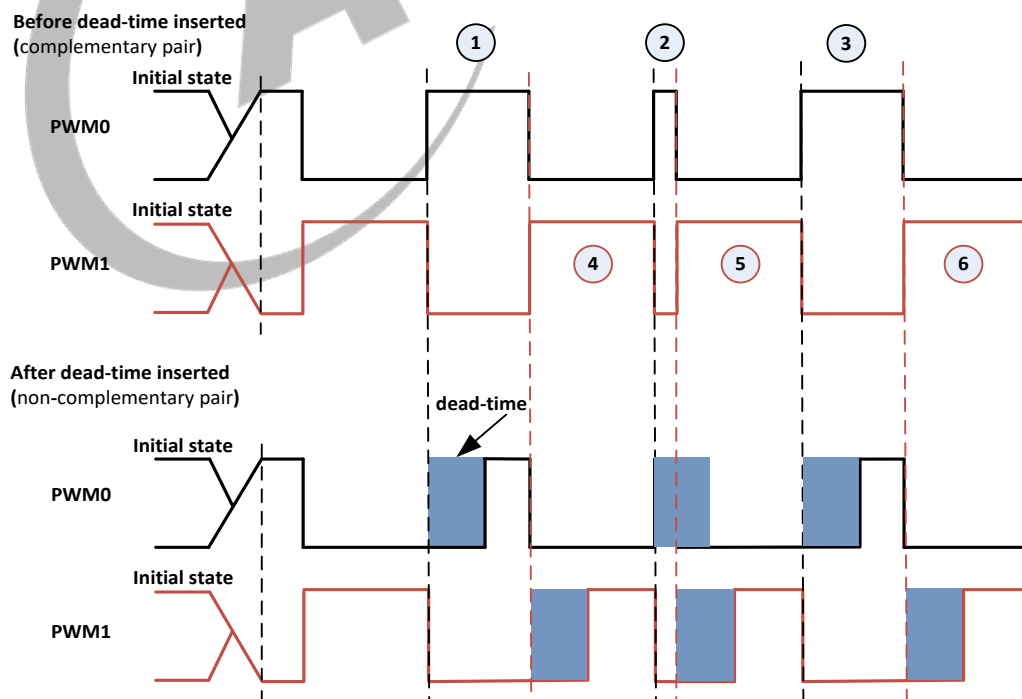 Before dead-time inserted
(complementary pair)
1
2
3
Initial state
PWM0
Initial state
PWM1
4
5
6
After dead-time inserted
(non-complementary pair)
dead-time
Initial state
PWM0
Initial state
PWM1